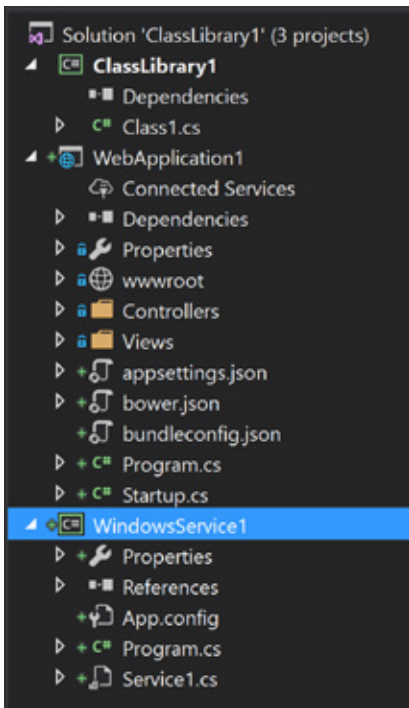 Solution 'ClassLibrary1' (3 projects)
C# ClassLibrary1
Dependencies
C# Class1.cs
WebApplication1
Connected Services
Dependencies
Properties
wwwroot
Controllers
Views
appsettings.json
bower.json
bundleconfig.json
C# Program.cs
C# Startup.cs
C# WindowsService1
Properties
References
App.config
C# Program.cs
Service1.cs